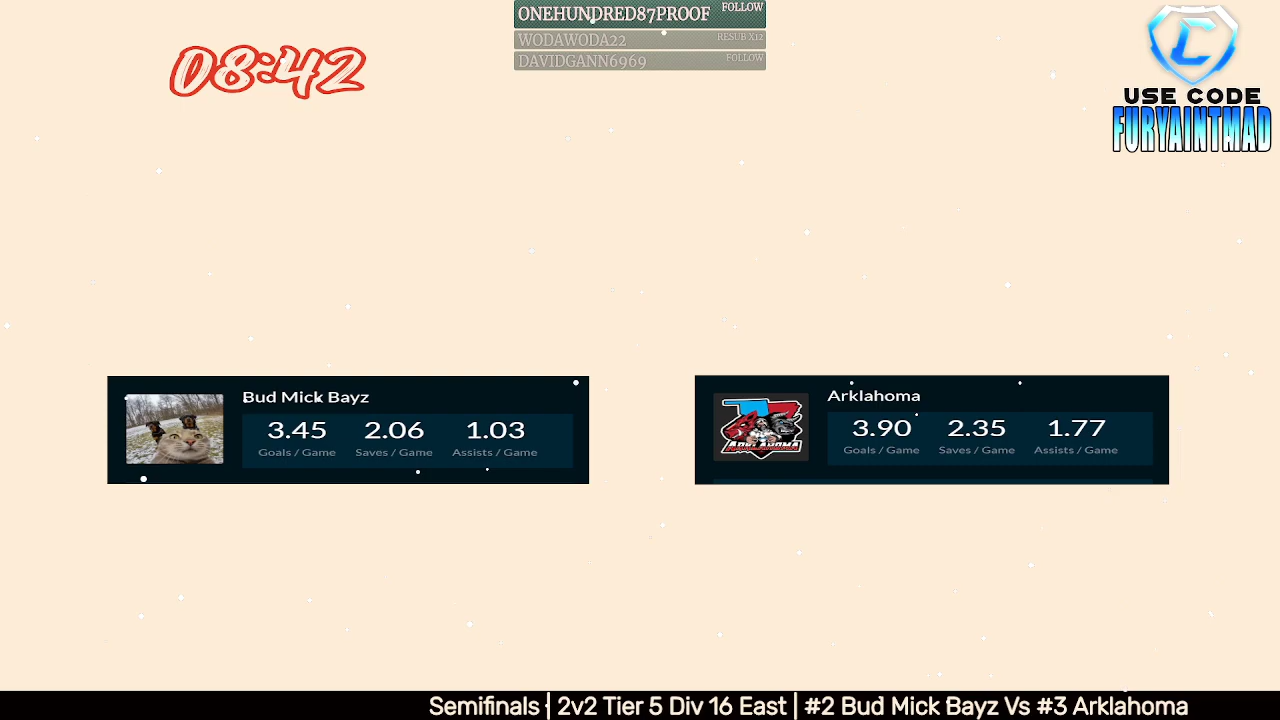 ONEHUNDRED87PROOF FOLLOW
WODAWODA22 RESUB X12
DAVIDGANN6969 FOLLOW
08:42
USE CODE
FURYAINTMAD
Bud Mick Bayz
3.45 2.06 1.03
Goals / Game Saves / Game Assists / Game
Arklahoma
3.90 2.35 1.77
Goals / Game Saves / Game Assists / Game
ARKLAHOMA
Semifinals | 2v2 Tier 5 Div 16 East | #2 Bud Mick Bayz Vs #3 Arklahoma